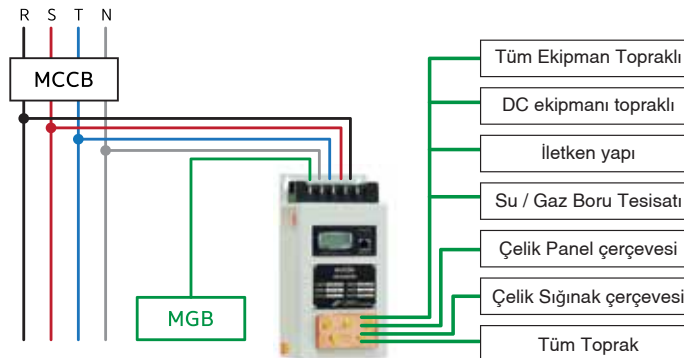 R S T N
MCCB
MGB
Tüm Ekipman Topraklı
DC ekipmanı topraklı
İletken yapı
Su / Gaz Boru Tesisatı
Çelik Panel çerçevesi
Çelik Sığınak çerçevesi
Tüm Toprak